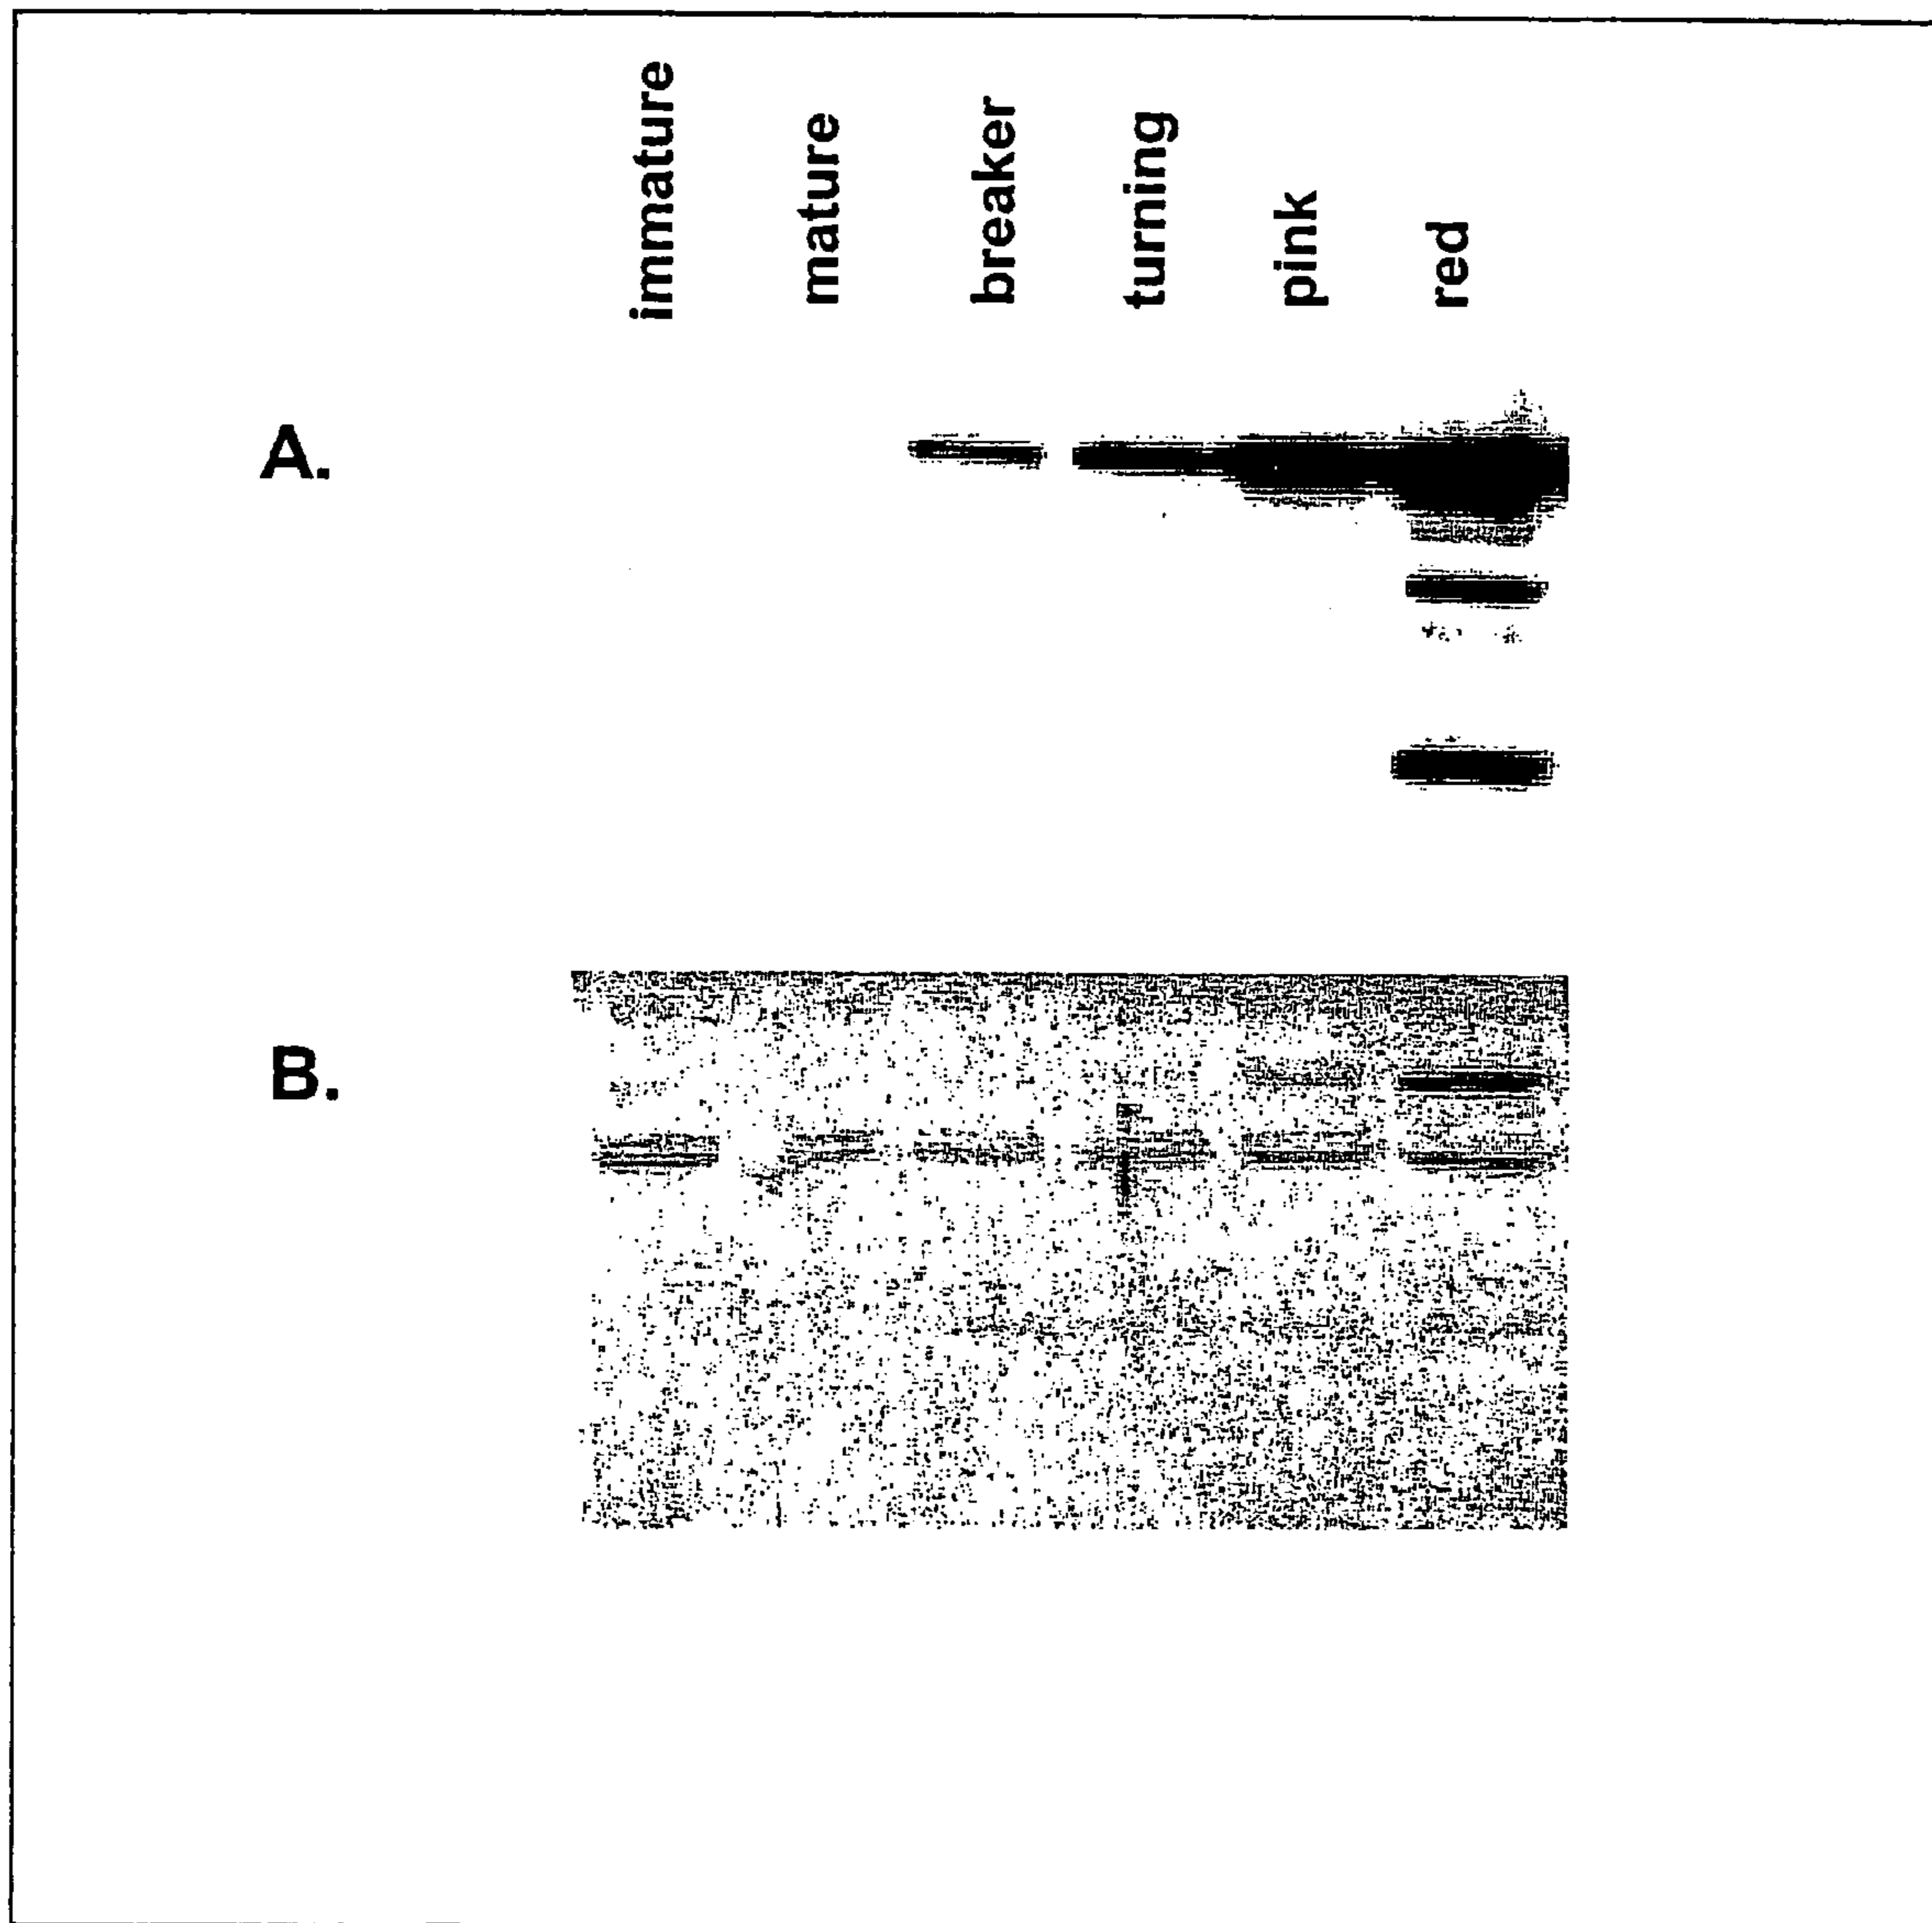 immature
mature
breaker
turning
pink
red
A.
B.